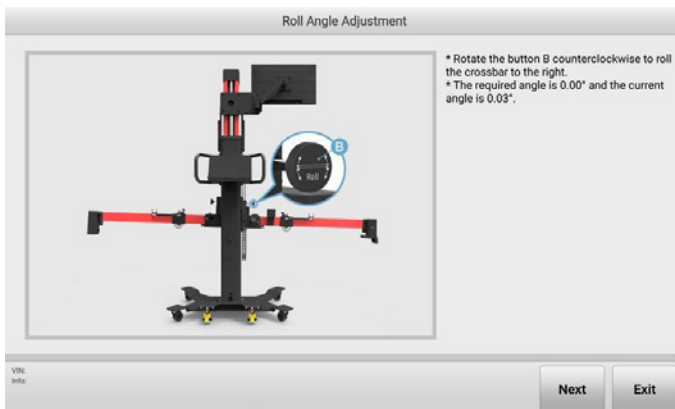 Roll Angle Adjustment
* Rotate the button B counterclockwise to roll
the crossbar to the right.
* The required angle is 0.00° and the current
angle is 0.03°.
B
Roll
VIN:
Info:
Next
Exit